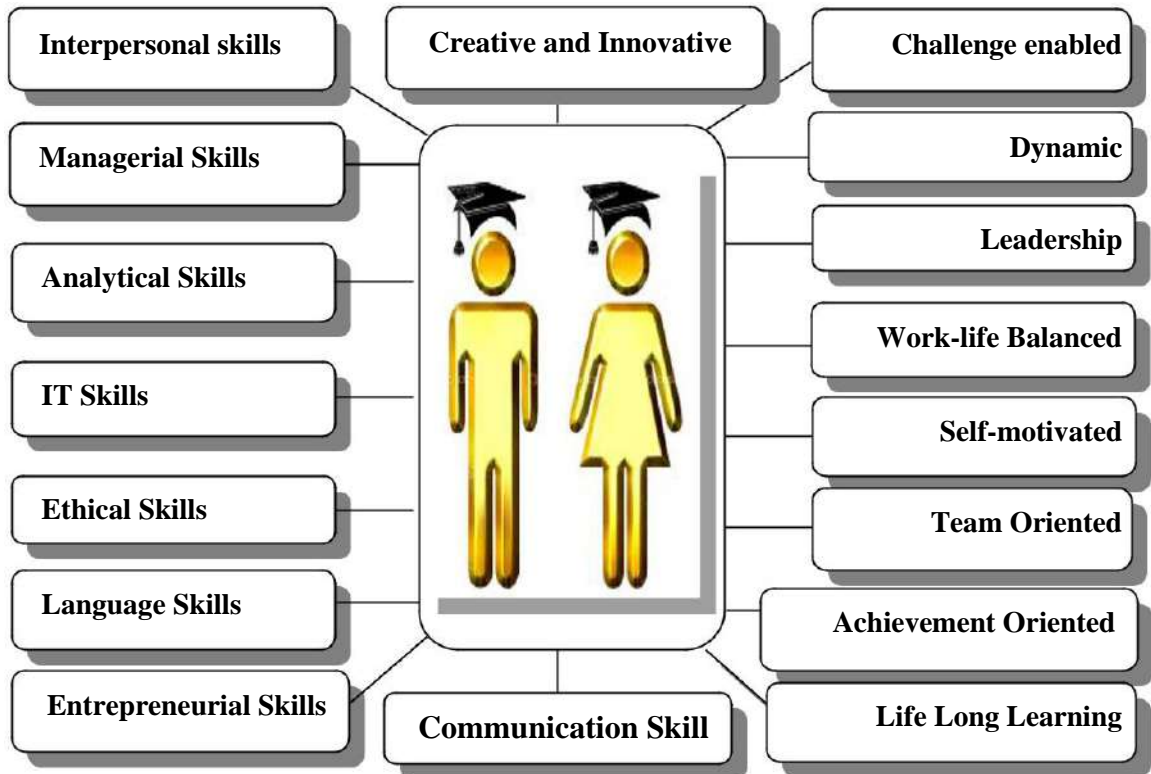 Interpersonal skills
Creative and Innovative
Challenge enabled
Managerial Skills
Dynamic
Analytical Skills
Leadership
IT Skills
Work-life Balanced
Ethical Skills
Self-motivated
Language Skills
Team Oriented
Entrepreneurial Skills
Achievement Oriented
Communication Skill
Life Long Learning